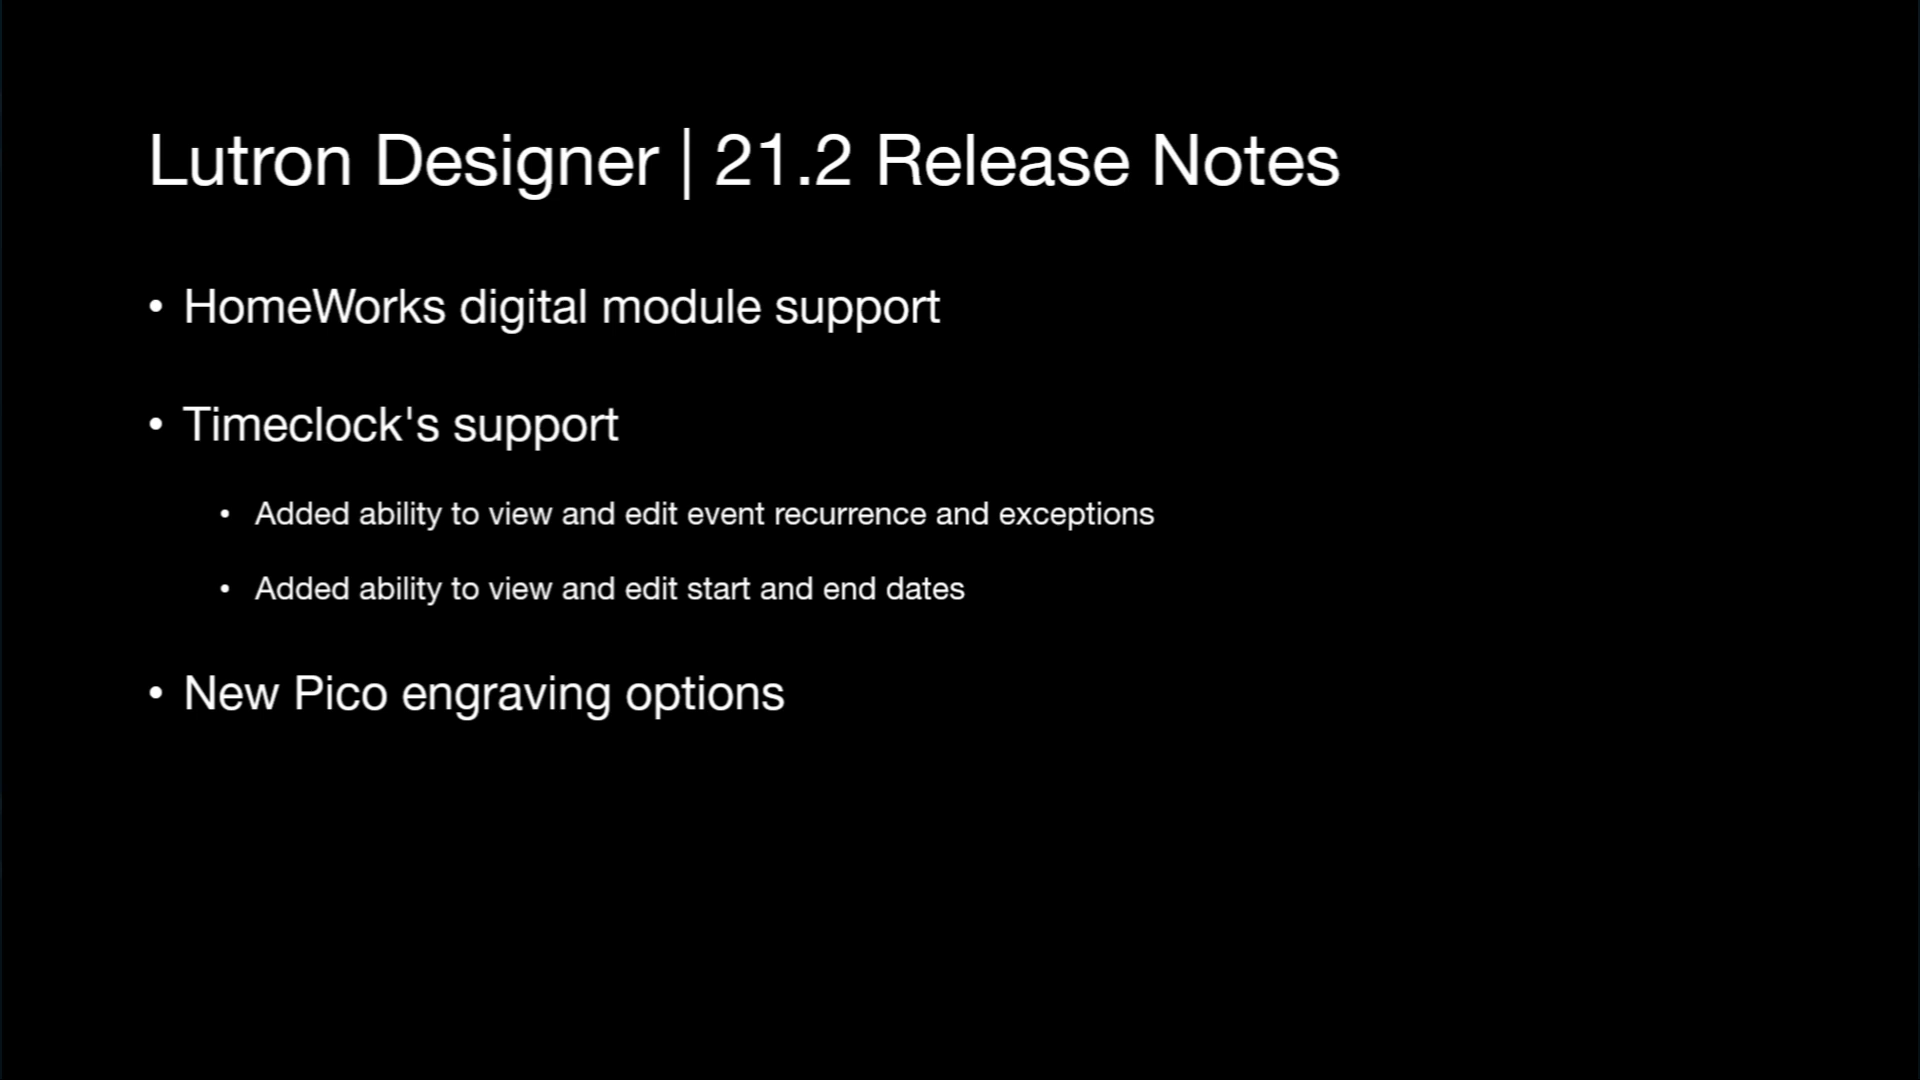 Lutron Designer | 21.2 Release Notes
• HomeWorks digital module support
• Timeclock's support
• Added ability to view and edit event recurrence and exceptions
• Added ability to view and edit start and end dates
• New Pico engraving options